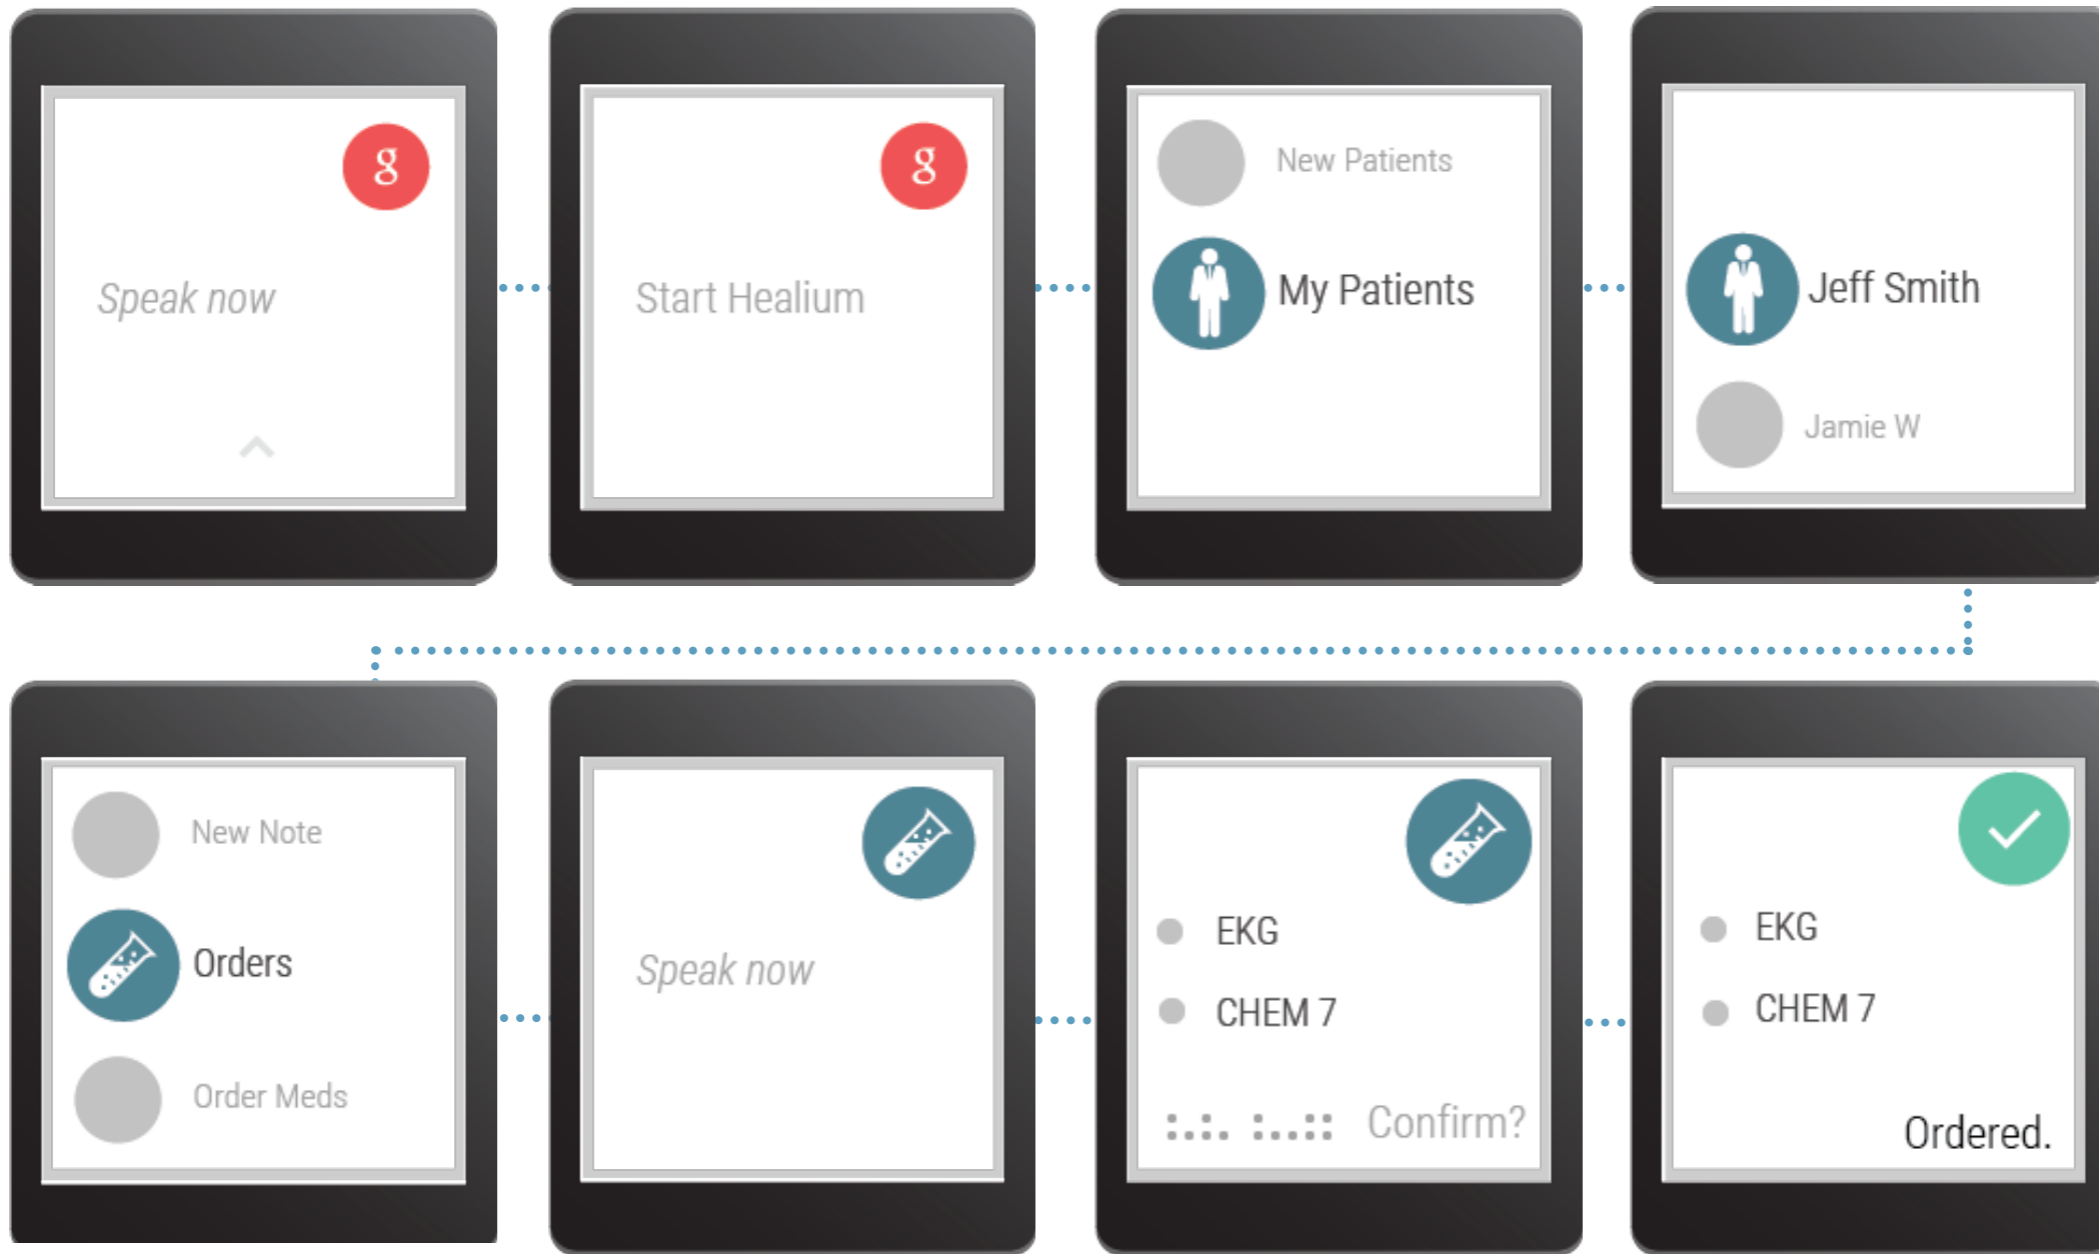 g
Speak now
g
Start Healium
New Patients
My Patients
Jeff Smith
Jamie W
New Note
Orders
Order Meds
Speak now
EKG
CHEM 7
Confirm?
EKG
CHEM 7
Ordered.